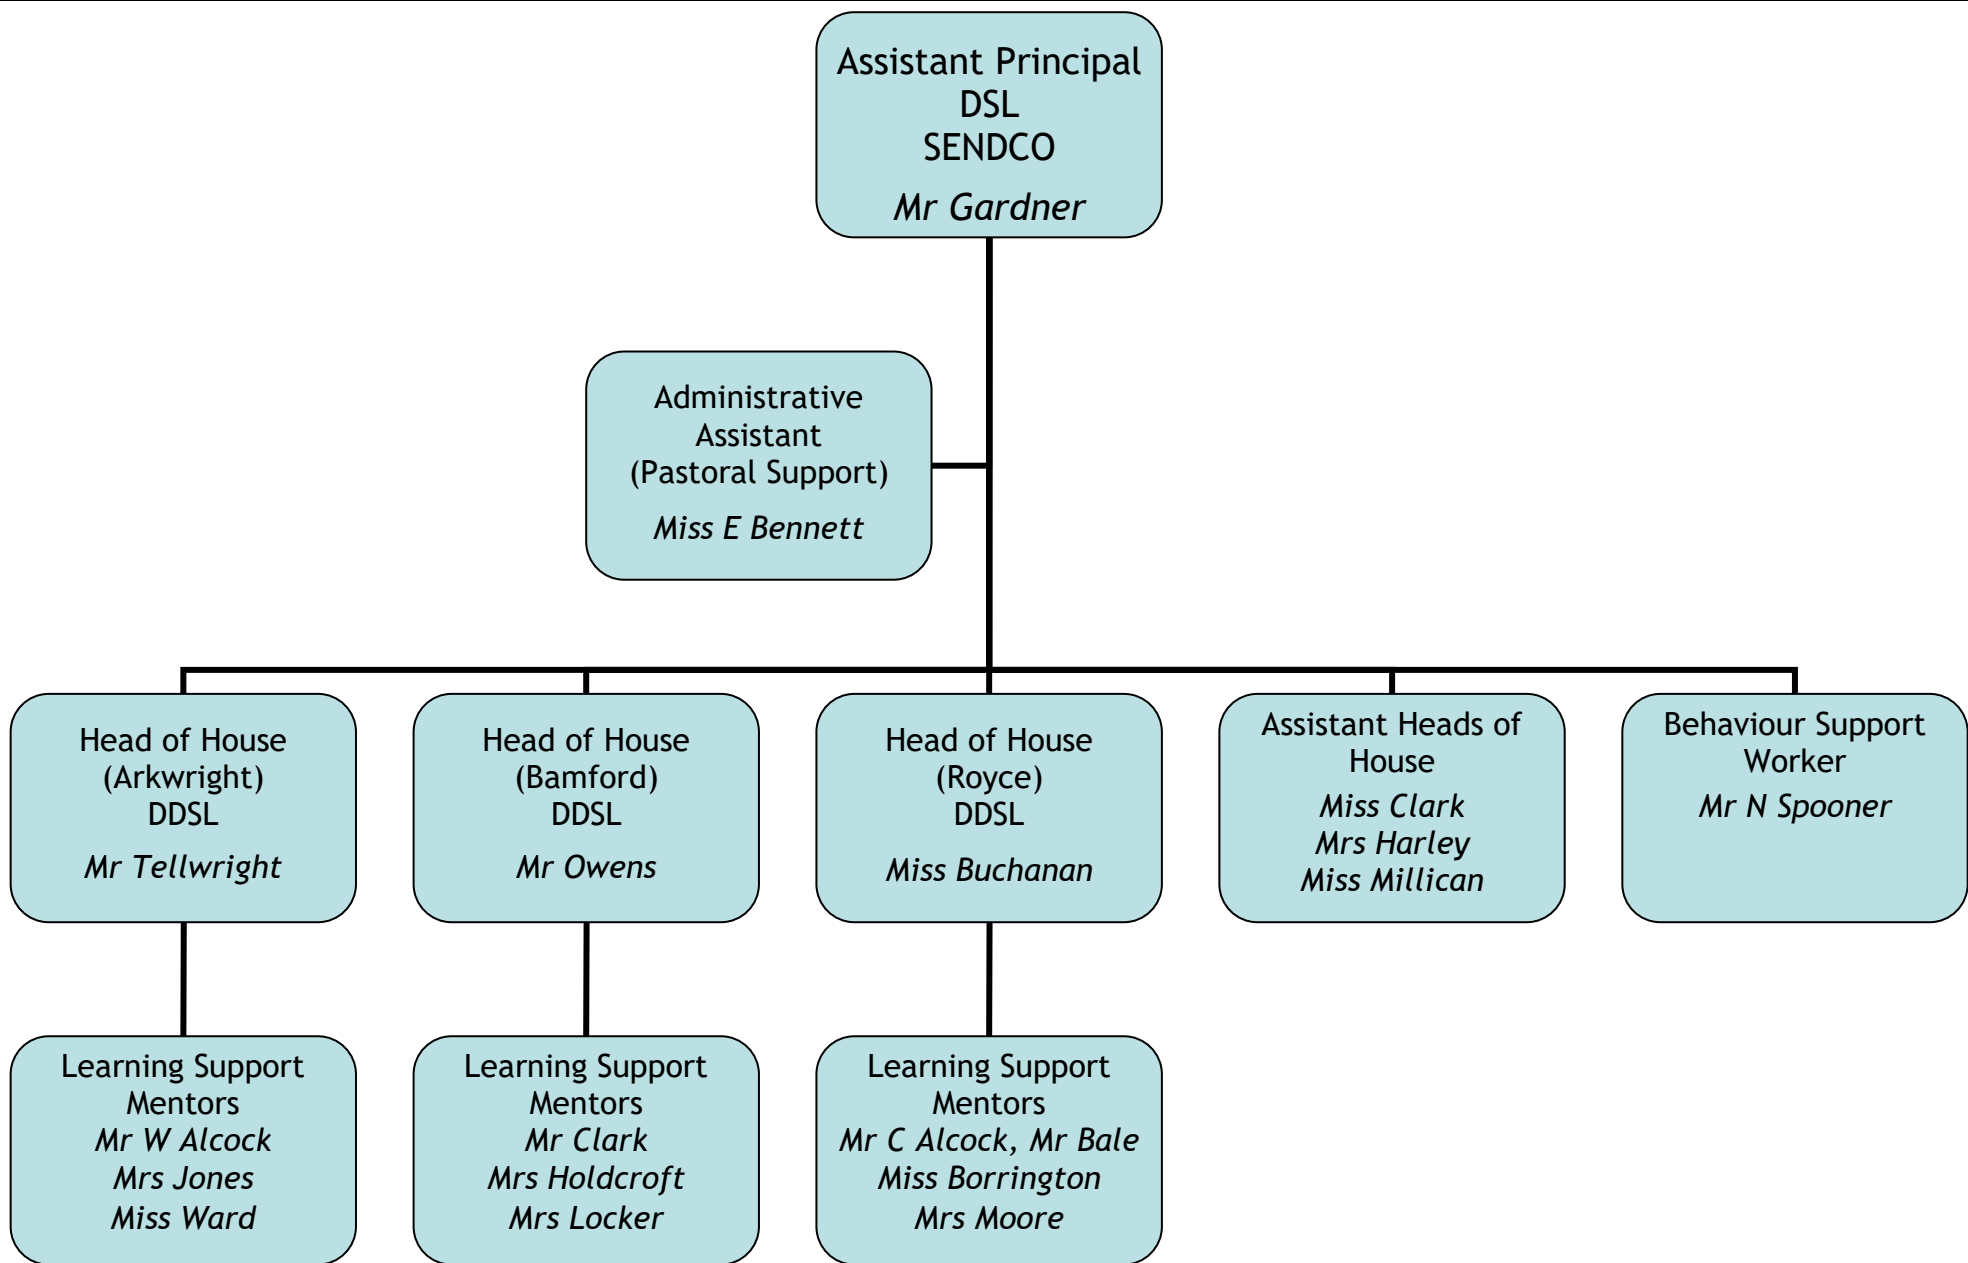 Assistant Principal
DSL
SENDCO
Mr Gardner
Administrative
Assistant
(Pastoral Support)
Miss E Bennett
Head of House
(Arkwright)
DDSL
Mr Tellwright
Head of House
(Bamford)
DDSL
Mr Owens
Head of House
(Royce)
DDSL
Miss Buchanan
Assistant Heads of
House
Miss Clark
Mrs Harley
Miss Millican
Behaviour Support
Worker
Mr N Spooner
Learning Support
Mentors
Mr W Alcock
Mrs Jones
Miss Ward
Learning Support
Mentors
Mr Clark
Mrs Holdcroft
Mrs Locker
Learning Support
Mentors
Mr C Alcock, Mr Bale
Miss Borrington
Mrs Moore